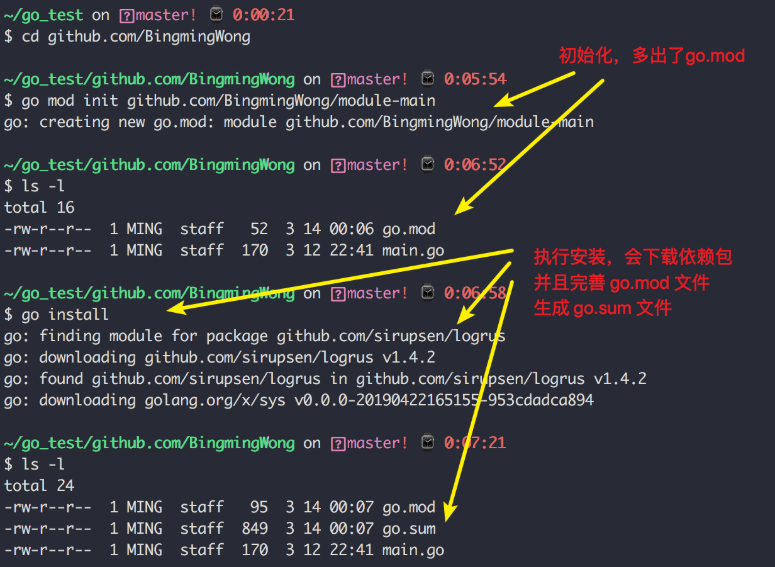 ~/go_test on master! 0:00:21
$ cd github.com/BingmingWong
初始化，多出了go.mod
~/go_test/github.com/BingmingWong on master! 0:05:54
$ go mod init github.com/BingmingWong/module-main
go: creating new go.mod: module github.com/BingmingWong/module-main
~/go_test/github.com/BingmingWong on master! 0:06:52
$ ls -l
total 16
-rw-r--r-- 1 MING staff 52 3 14 00:06 go.mod
-rw-r--r-- 1 MING staff 170 3 12 22:41 main.go
执行安装，会下载依赖包
并且完善 go.mod 文件
生成 go.sum 文件
~/go_test/github.com/BingmingWong on master! 0:06:58
$ go install
go: finding module for package github.com/sirupsen/logrus
go: downloading github.com/sirupsen/logrus v1.4.2
go: found github.com/sirupsen/logrus in github.com/sirupsen/logrus v1.4.2
go: downloading golang.org/x/sys v0.0.0-20190422165155-953cdadca894
~/go_test/github.com/BingmingWong on master! 0:07:21
$ ls -l
total 24
-rw-r--r-- 1 MING staff 95 3 14 00:07 go.mod
-rw-r--r-- 1 MING staff 849 3 14 00:07 go.sum
-rw-r--r-- 1 MING staff 170 3 12 22:41 main.go